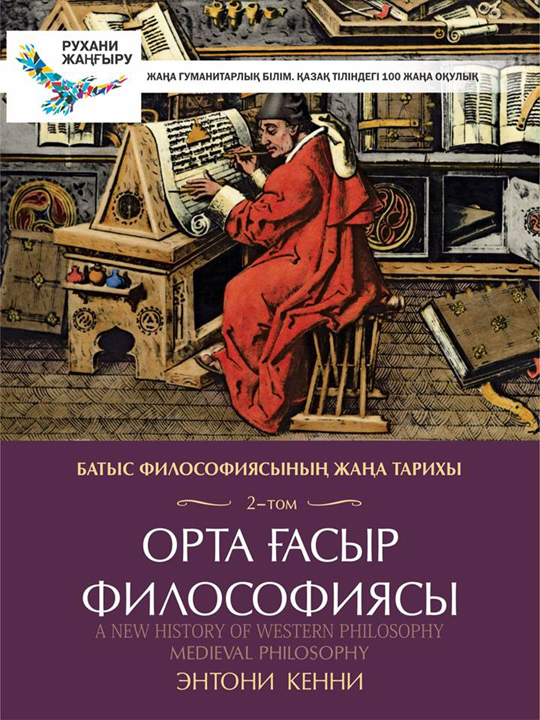 РУХАНИ
ЖАҢҒЫРУ
ЖАҢА ГУМАНИТАРЛЫҚ БІЛІМ. ҚАЗАҚ ТІЛІНДЕГІ 100 ЖАҢА ОҚУЛЫҚ
БАТЫС ФИЛОСОФИЯСЫНЫҢ ЖАҢА ТАРИХЫ
2-ТОМ
ОРТА ҒАСЫР
ФИЛОСОФИЯСЫ
A NEW HISTORY OF WESTERN PHILOSOPHY
MEDIEVAL PHILOSOPHY
ЭНТОНИ КЕННИ